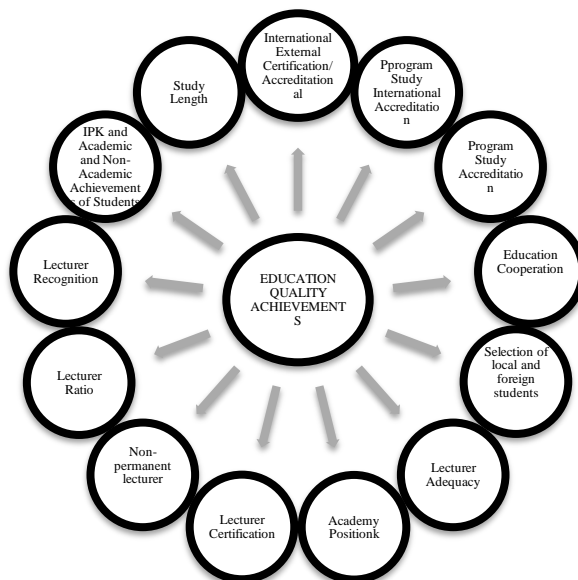 International
External
Certification/
Accreditation
al
Pprogram
Study
International
Accreditatio
n
Program
Study
Accreditatio
n
Education
Cooperation
Selection of
local and
foreign
students
Lecturer
Adequacy
Academy
Positionk
Lecturer
Certification
Non-
permanent
lecturer
Lecturer
Ratio
Lecturer
Recognition
IPK and
Academic
and Non-
Academic
Achievement
s of Students
Study
Length
EDUCATION
QUALITY
ACHIEVEMENT
S